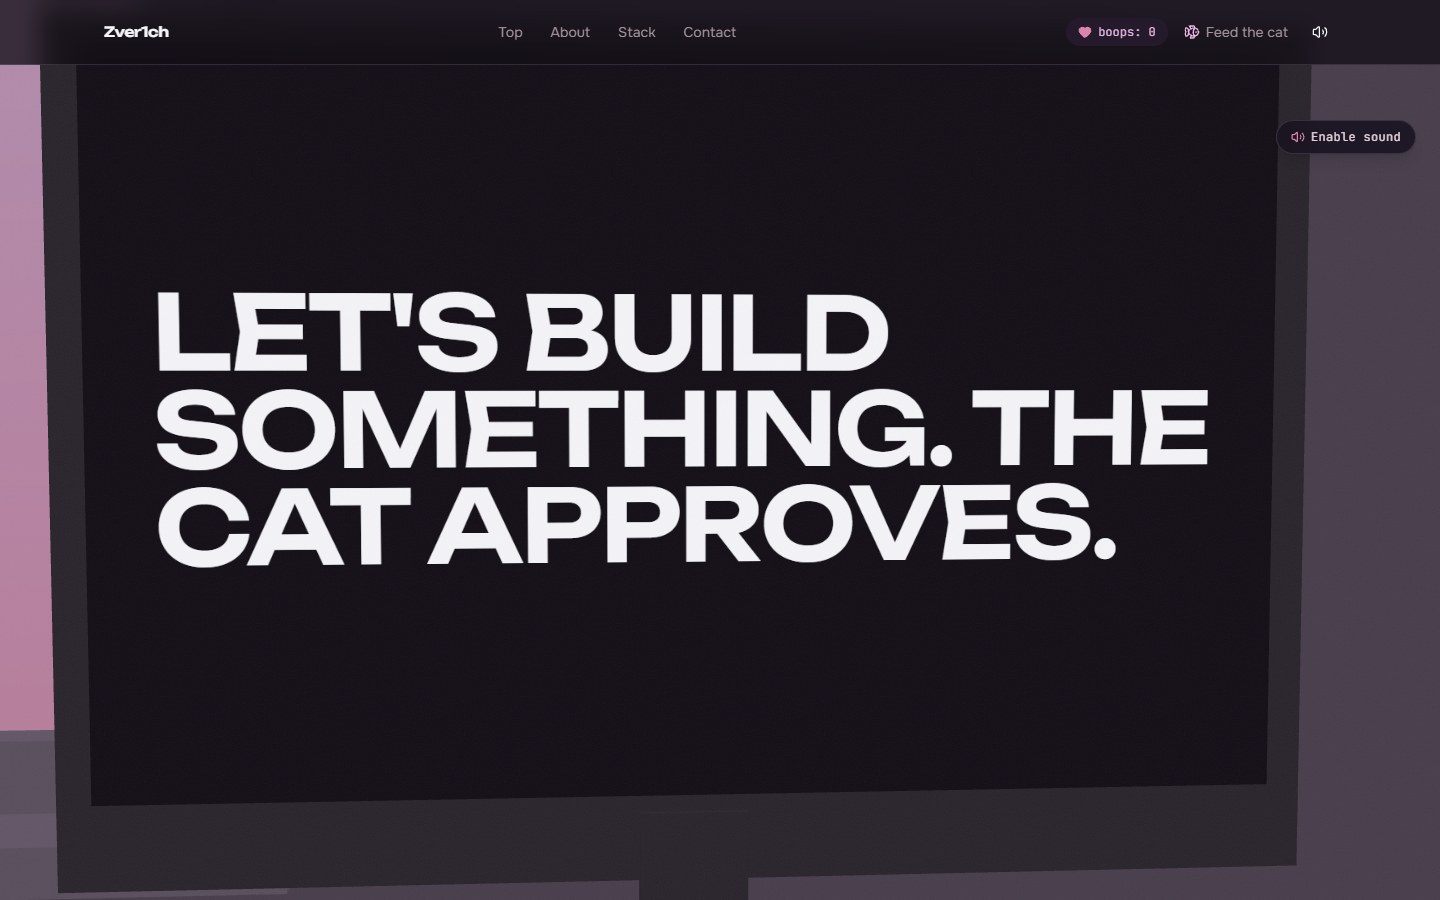 Zver1ch
Top
About
Stack
Contact
boops: 0
Feed the cat
Enable sound
LET'S BUILD
SOMETHING. THE
CAT APPROVES.